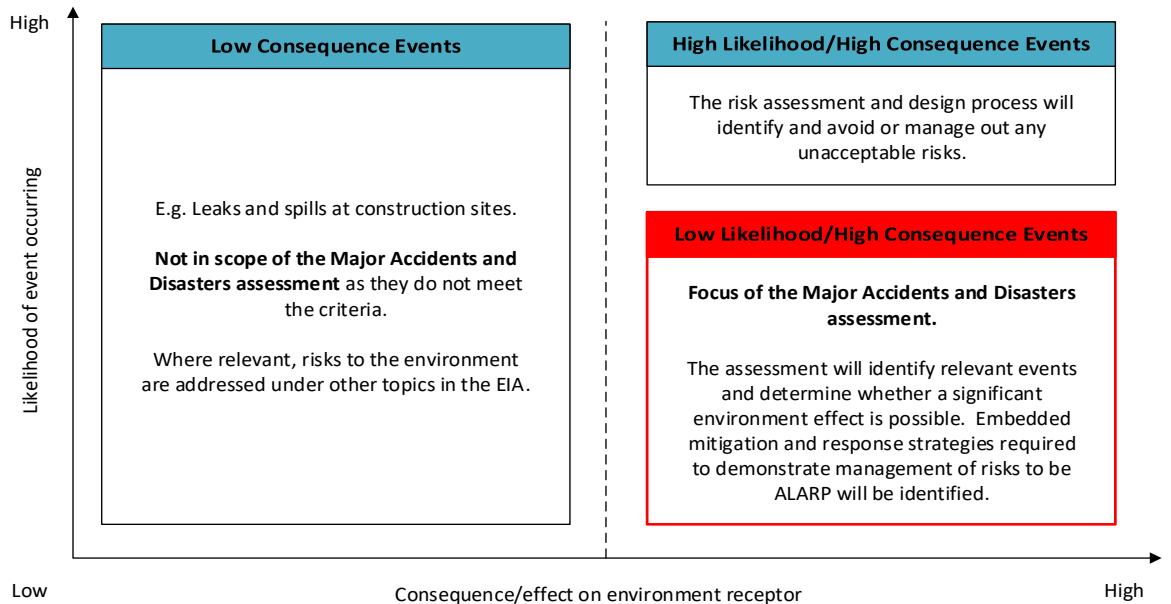 High
Likelihood of event occurring
Low Consequence Events
E.g. Leaks and spills at construction sites.
Not in scope of the Major Accidents and
Disasters assessment as they do not meet
the criteria.
Where relevant, risks to the environment
are addressed under other topics in the EIA.
High Likelihood/High Consequence Events
The risk assessment and design process will
identify and avoid or manage out any
unacceptable risks.
Low Likelihood/High Consequence Events
Focus of the Major Accidents and Disasters
assessment.
The assessment will identify relevant events
and determine whether a significant
environment effect is possible.  Embedded
mitigation and response strategies required
to demonstrate management of risks to be
ALARP will be identified.
Low
Consequence/effect on environment receptor
High